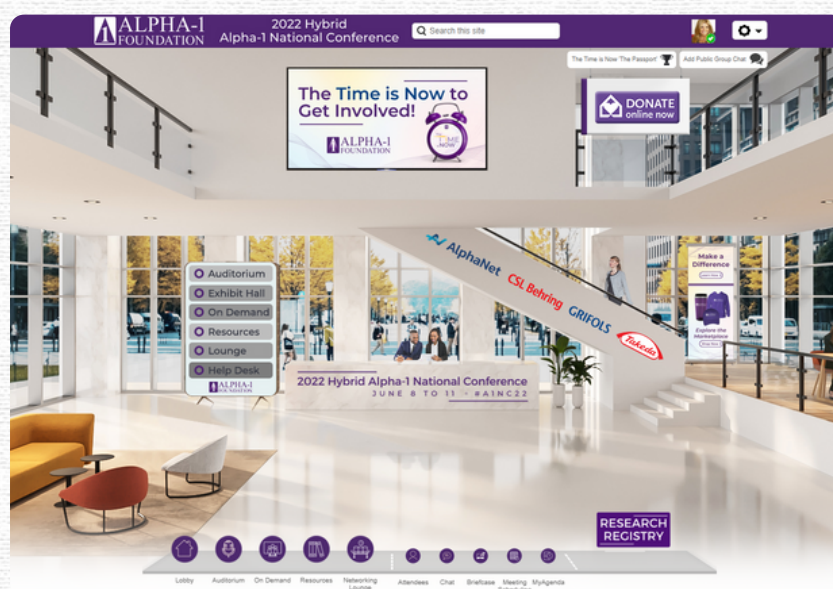 ALPHA-1
FOUNDATION
2022 Hybrid
Alpha-1 National Conference
Search this site
The Time is Now 'The Passport'
Add Public Group Chat
The Time is Now to
Get Involved!
ALPHA-1
FOUNDATION
TIME
NOW
DONATE
online now
AlphaNet
CSL Behring
GRIFOLS
Takeda
Make a
Difference
Explore the
Marketplace
Auditorium
Exhibit Hall
On Demand
Resources
Lounge
Help Desk
ALPHA-1
FOUNDATION
2022 Hybrid Alpha-1 National Conference
JUNE 8 TO 11 - #A1NC22
RESEARCH
REGISTRY
Lobby
Auditorium
On Demand
Resources
Networking
Lounge
Attendees
Chat
Briefcase
Meeting
MyAgenda